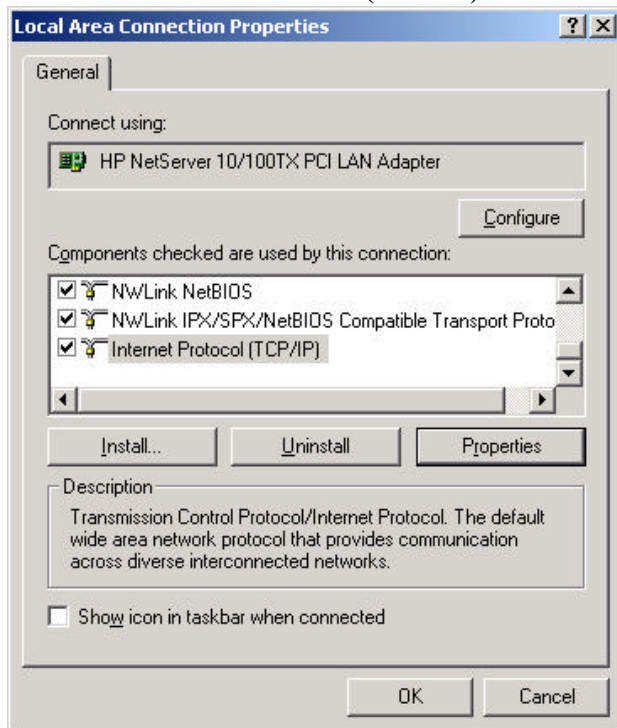 Local Area Connection Properties
General
Connect using:
HP NetServer 10/100TX PCI LAN Adapter
Configure
Components checked are used by this connection:
NWLink NetBIOS
NWLink IPX/SPX/NetBIOS Compatible Transport Proto
Internet Protocol (TCP/IP)
Install...
Uninstall
Properties
Description
Transmission Control Protocol/Internet Protocol. The default
wide area network protocol that provides communication
across diverse interconnected networks.
Show icon in taskbar when connected
OK
Cancel